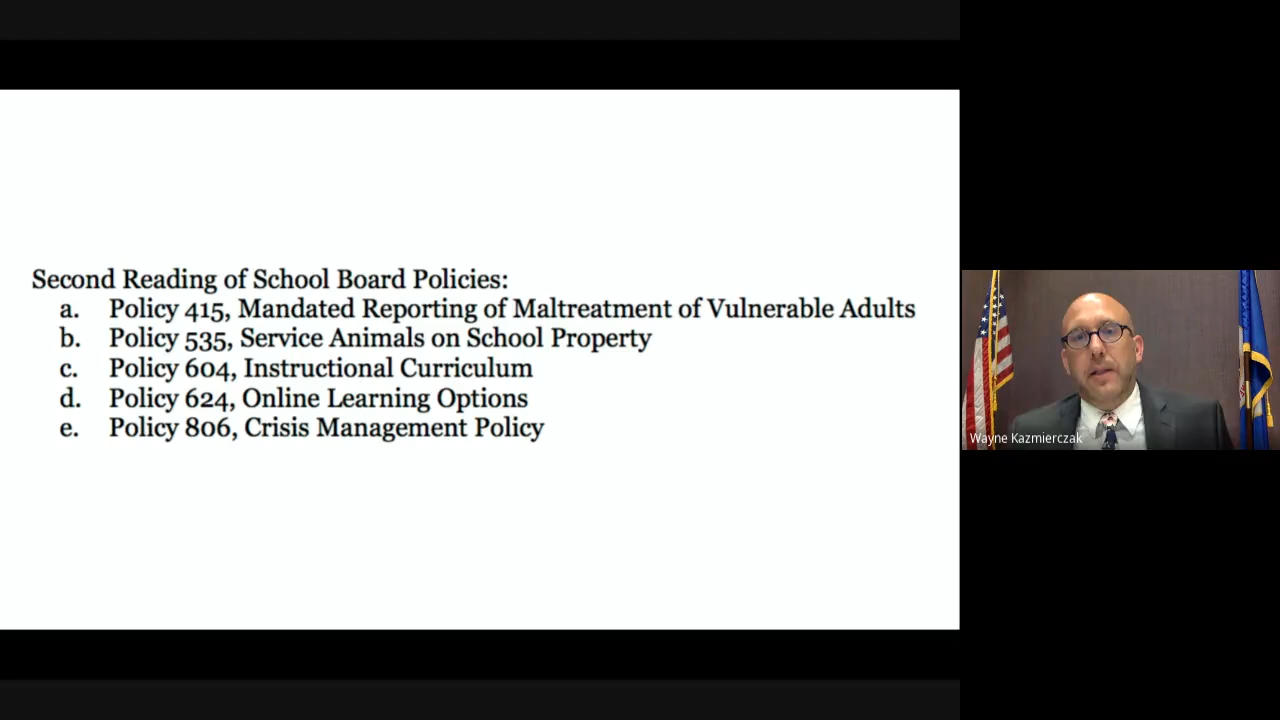 Second Reading of School Board Policies:
a. Policy 415, Mandated Reporting of Maltreatment of Vulnerable Adults
b. Policy 535, Service Animals on School Property
c. Policy 604, Instructional Curriculum
d. Policy 624, Online Learning Options
e. Policy 806, Crisis Management Policy
Wayne Kazmierczak